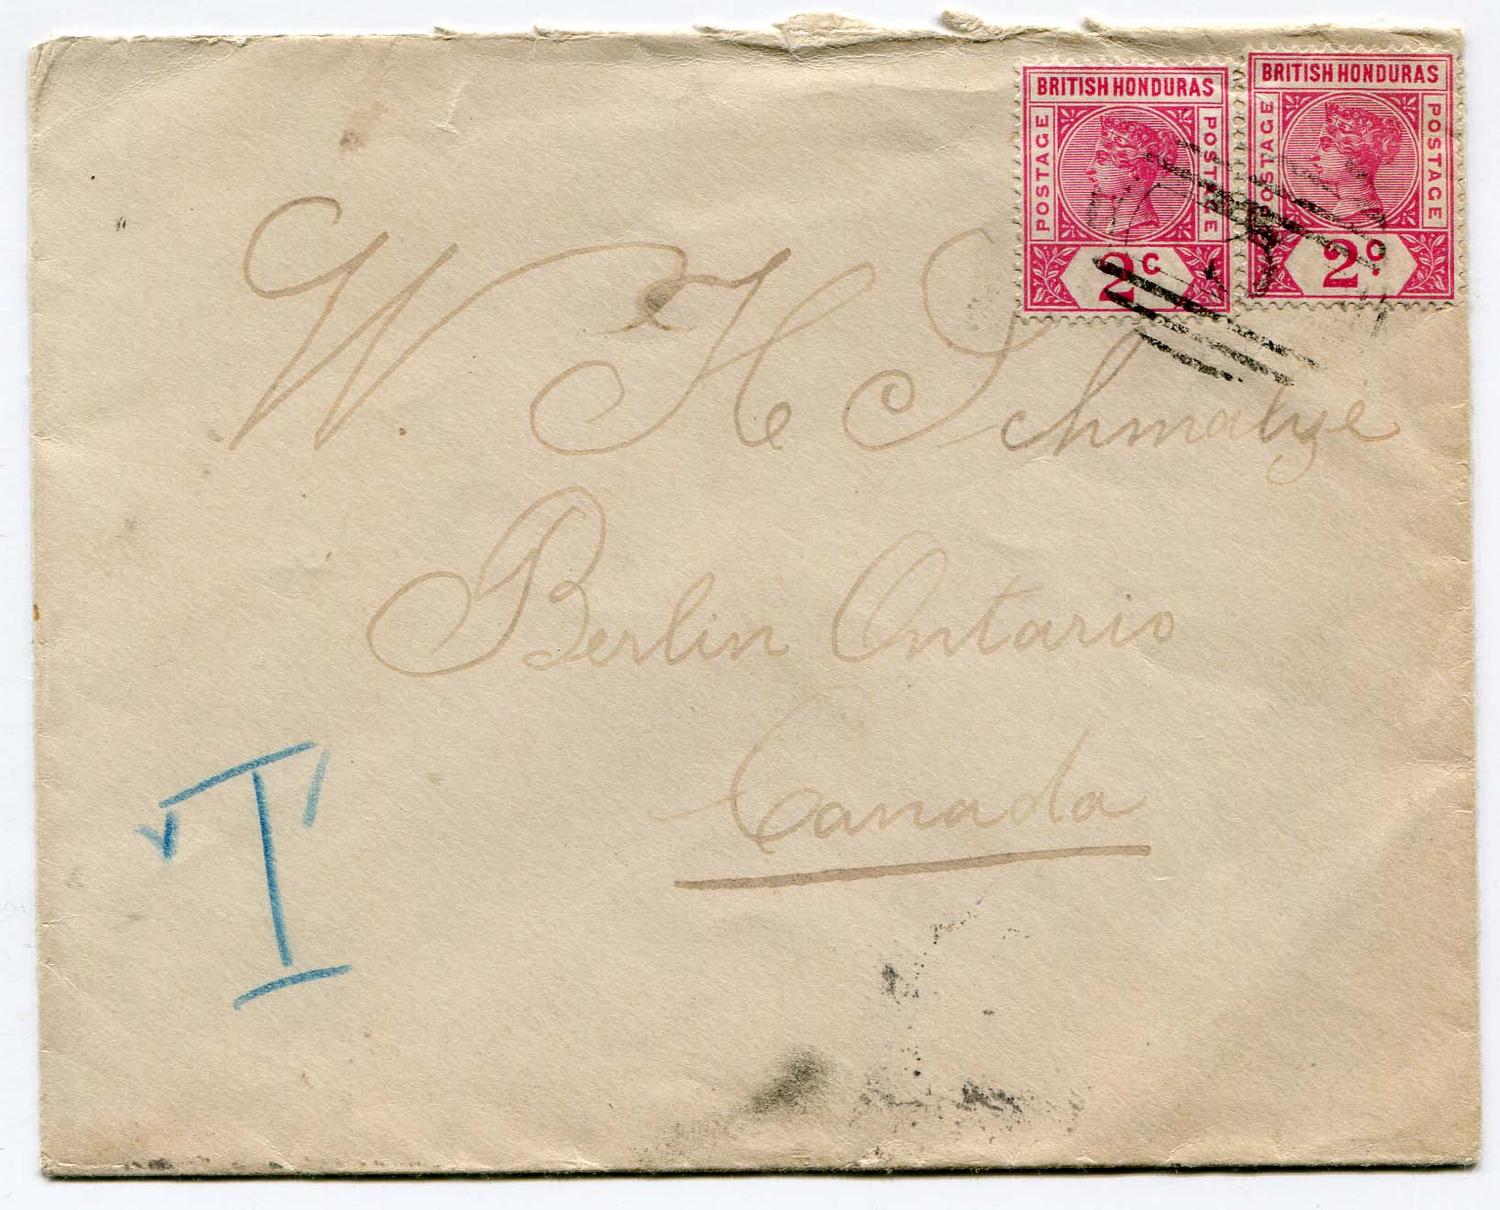 BRITISH HONDURAS
POSTAGE
POSTAGE
2C
BRITISH HONDURAS
POSTAGE
POSTAGE
2C
W. H Schmalze
Berlin Ontario
Canada
"T"